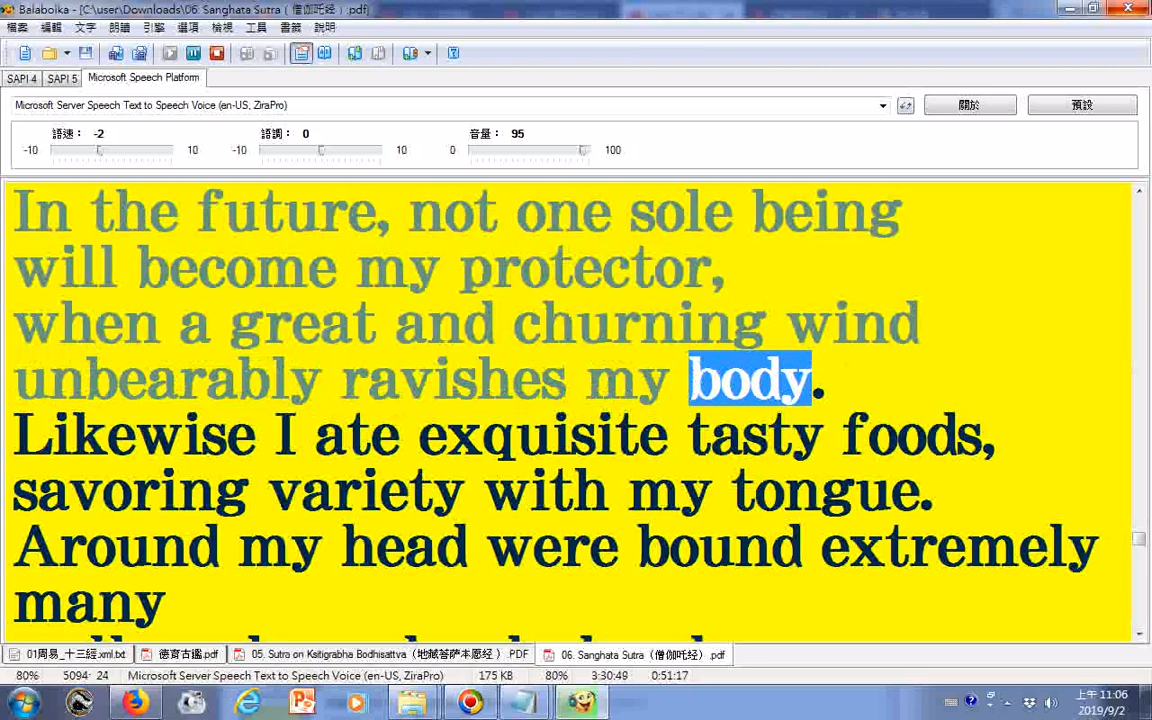 Balabolka - [C:\user\Downloads\06. Sanghata Sutra（僧伽吒经）.pdf]
檔案 編輯 文字 朗讀 引擎 選項 檢視 工具 書籤 說明
SAPI 4 SAPI 5 Microsoft Speech Platform
Microsoft Server Speech Text to Speech Voice (en-US, ZiraPro) 關於 預設
語速： -2 語調： 0 音量： 95
-10 10 -10 10 0 100
In the future, not one sole being
will become my protector,
when a great and churning wind
unbearably ravishes my body.
Likewise I ate exquisite tasty foods,
savoring variety with my tongue.
Around my head were bound extremely
many
01周易_十三經.xml.txt 德育古鑑.pdf 05. Sutra on Ksitigrabha Bodhisattva（地藏菩萨本愿经）.PDF 06. Sanghata Sutra（僧伽吒经）.pdf
80% 5094: 24 Microsoft Server Speech Text to Speech Voice (en-US, ZiraPro) 175 KB 80% 3:30:49 0:51:17
上午 11:06
2019/9/2